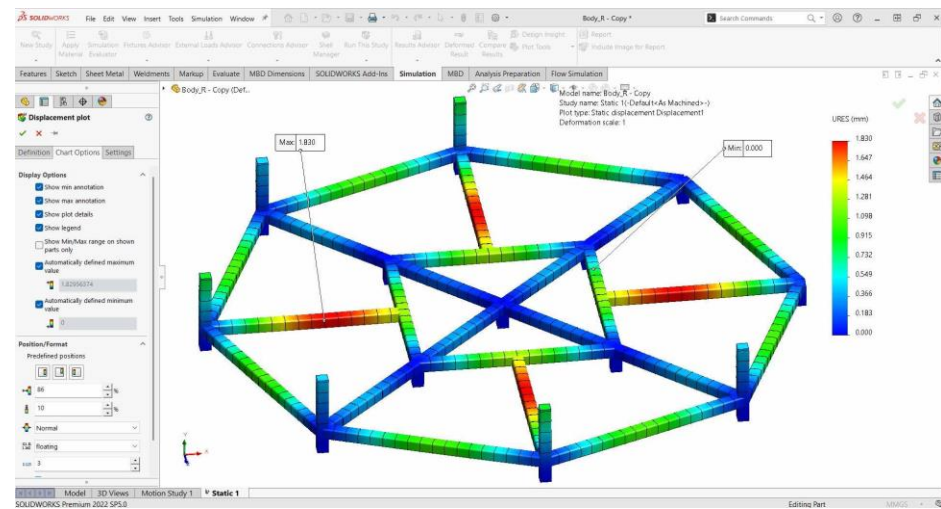 SOLIDWORKS File Edit View Insert Tools Simulation Window
Body_R - Copy *
Search Commands
New Study
Apply Material
Simulation Evaluator
Fixtures Advisor
External Loads Advisor
Connections Advisor
Shell Manager
Run This Study
Results Advisor
Deformed Result
Compare Results
Design Insight
Plot Tools
Report
Include Image for Report
Features Sketch Sheet Metal Weldments Markup Evaluate MBD Dimensions SOLIDWORKS Add-Ins Simulation MBD Analysis Preparation Flow Simulation
Body_R - Copy (Def..
Model name: Body_R - Copy
Study name: Static 1(-Default<As Machined>-)
Plot type: Static displacement Displacement1
Deformation scale: 1
Displacement plot
Definition Chart Options Settings
Display Options
Show min annotation
Show max annotation
Show plot details
Show legend
Show Min/Max range on shown
parts only
Automatically defined maximum
value
1.82956374
Automatically defined minimum
value
0
Position/Format
Predefined positions
86 %
10 %
Normal
floating
3
Max: 1.830
Min: 0.000
URES (mm)
1.830
1.647
1.464
1.281
1.098
0.915
0.732
0.549
0.366
0.183
0.000
Model 3D Views Motion Study 1 Static 1
SOLIDWORKS Premium 2022 SP5.0
Editing Part
MMGS